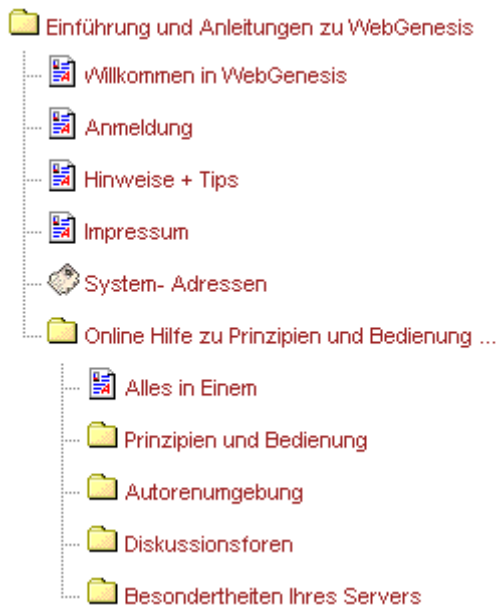 Einführung und Anleitungen zu WebGenesis
Willkommen in WebGenesis
Anmeldung
Hinweise + Tips
Impressum
System- Adressen
Online Hilfe zu Prinzipien und Bedienung ...
Alles in Einem
Prinzipien und Bedienung
Autorenumgebung
Diskussionsforen
Besondertheiten Ihres Servers